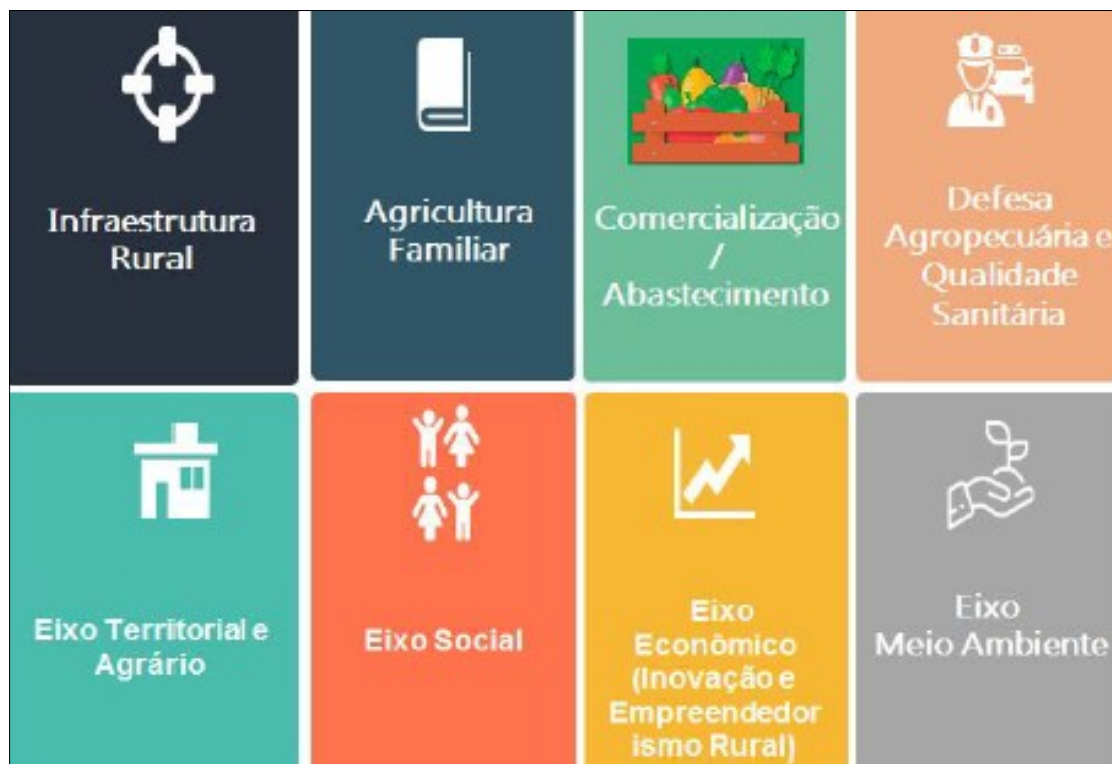 Infraestrutura
Rural
Agricultura
Familiar
Comercialização
/
Abastecimento
Defesa
Agropecuária e
Qualidade
Sanitária
Eixo Territorial e
Agrário
Eixo Social
Eixo
Econômico
(Inovação e
Empreendedor
ismo Rural)
Eixo
Meio Ambiente